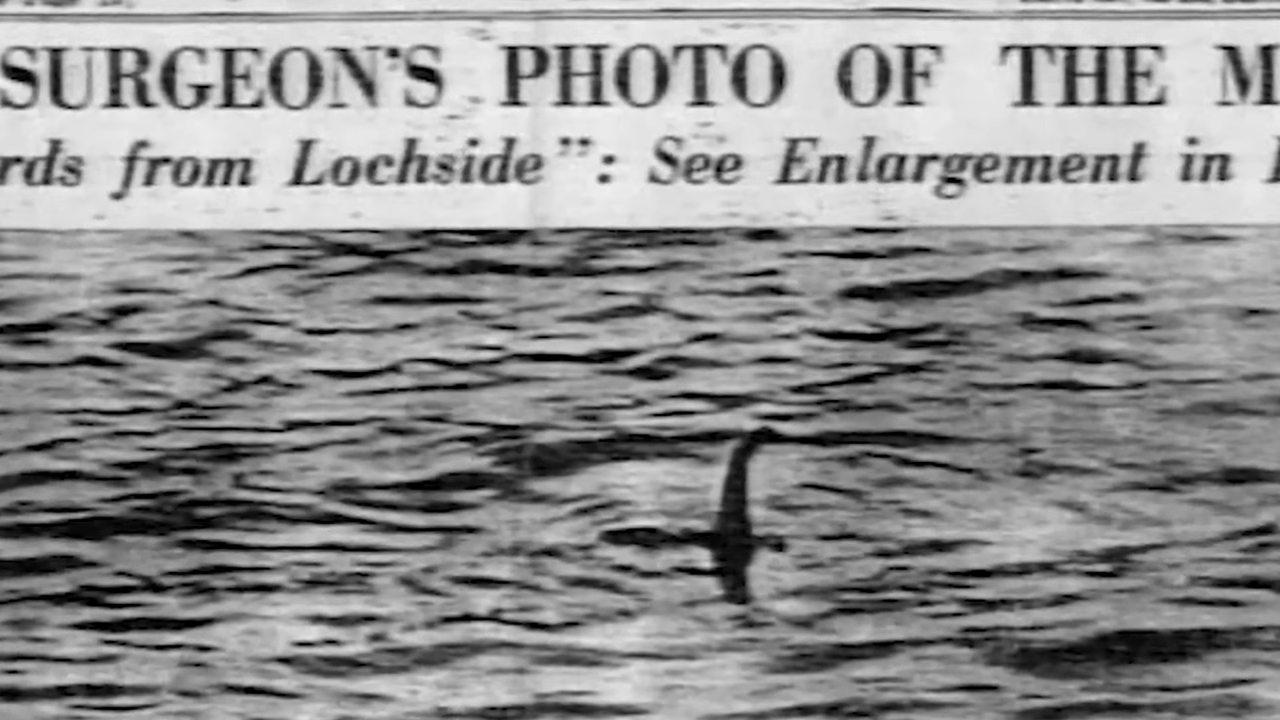 SURGEON'S PHOTO OF THE M
rds from Lochside": See Enlargement in